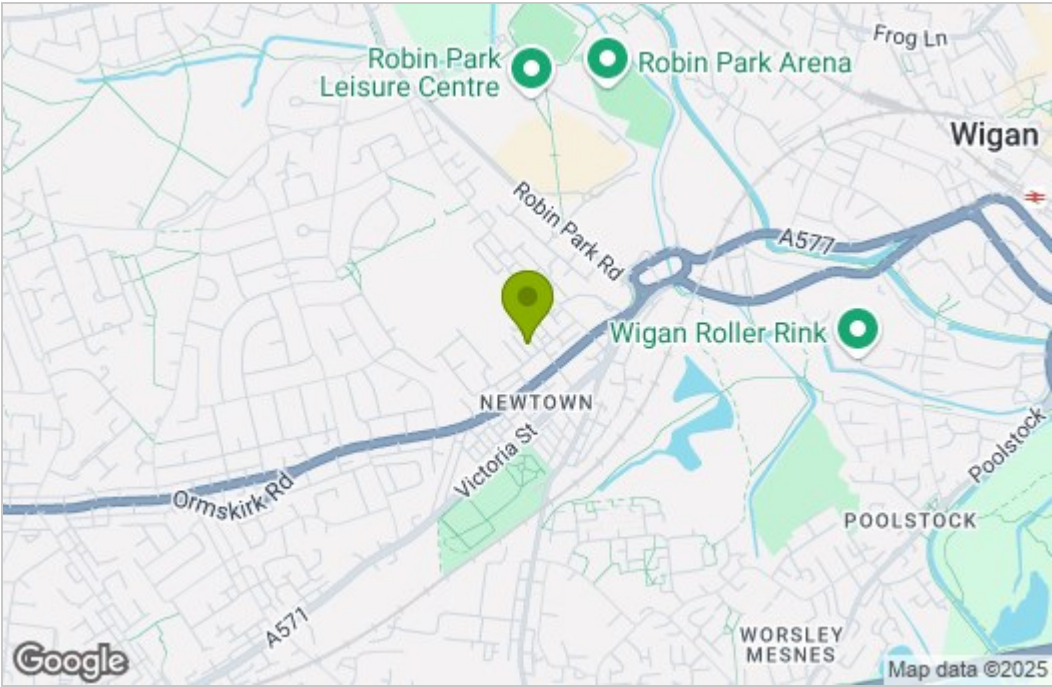 Frog Ln
Robin Park
Leisure Centre
Robin Park Arena
Wigan
Robin Park Rd
A577
Wigan Roller Rink
NEWTOWN
Victoria St
Poolstock
Ormskirk Rd
POOLSTOCK
A571
WORSLEY
MESNES
Google
Map data ©2025